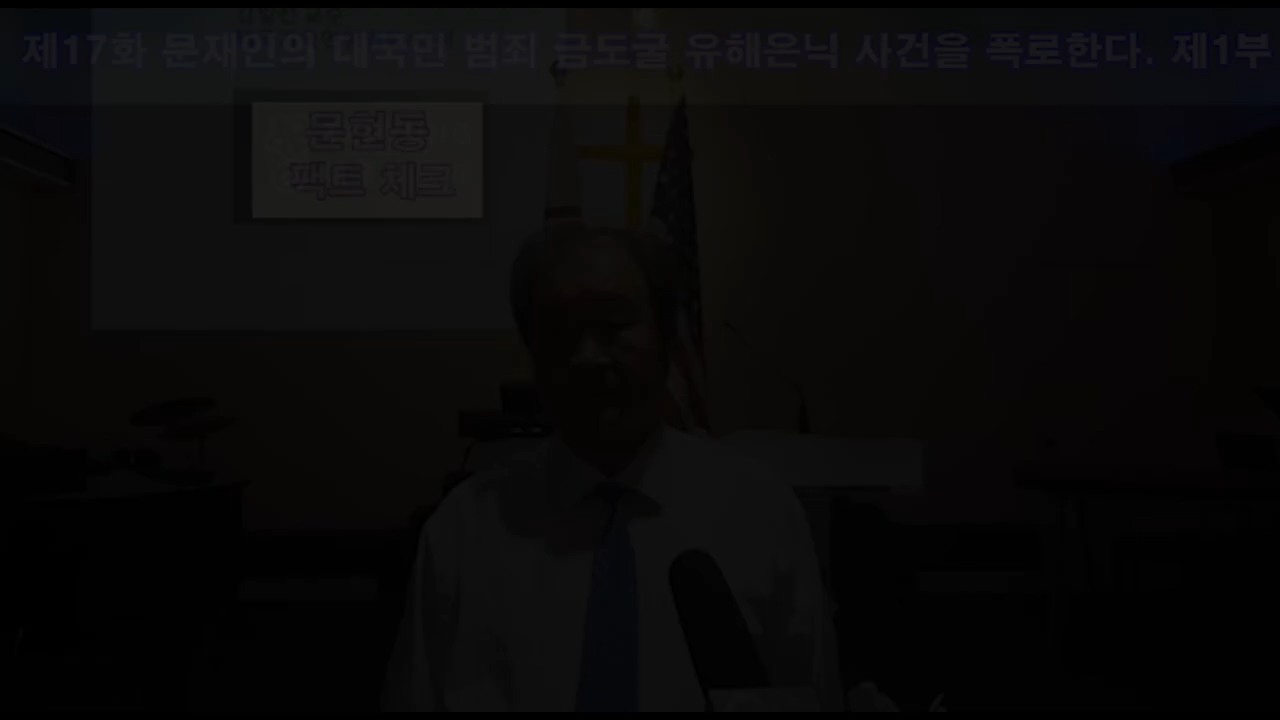 제17화 문재인의 대국민 범죄 금도굴 유해은닉 사건을 폭로한다. 제1부
문현동
팩트 체크